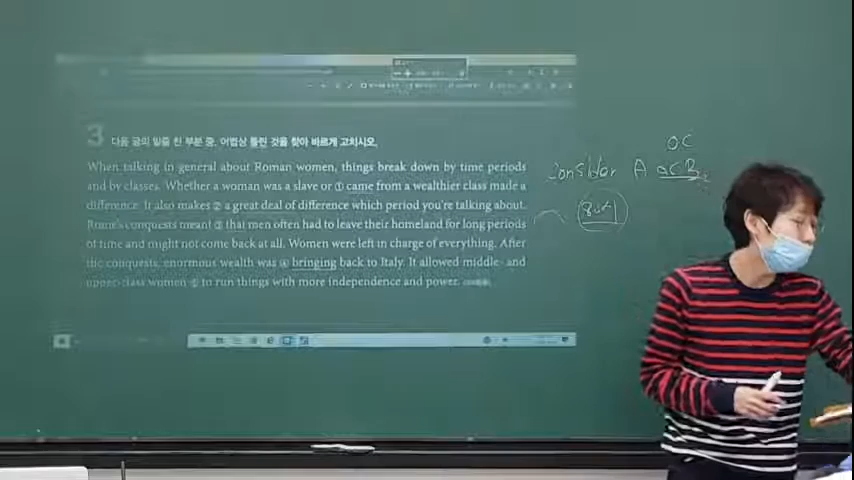 3 다음 글의 밑줄 친 부분 중, 어법상 틀린 것을 찾아 바르게 고치시오.
When talking in general about Roman women, things break down by time periods
and by classes. Whether a woman was a slave or ① came from a wealthier class made a
difference. It also makes ② a great deal of difference which period you're talking about.
Rome's conquests meant ③ that men often had to leave their homeland for long periods
of time and might not come back at all. Women were left in charge of everything. After
the conquests, enormous wealth was ④ bringing back to Italy. It allowed middle- and
upper-class women ⑤ to run things with more independence and power.
OC
Consider A